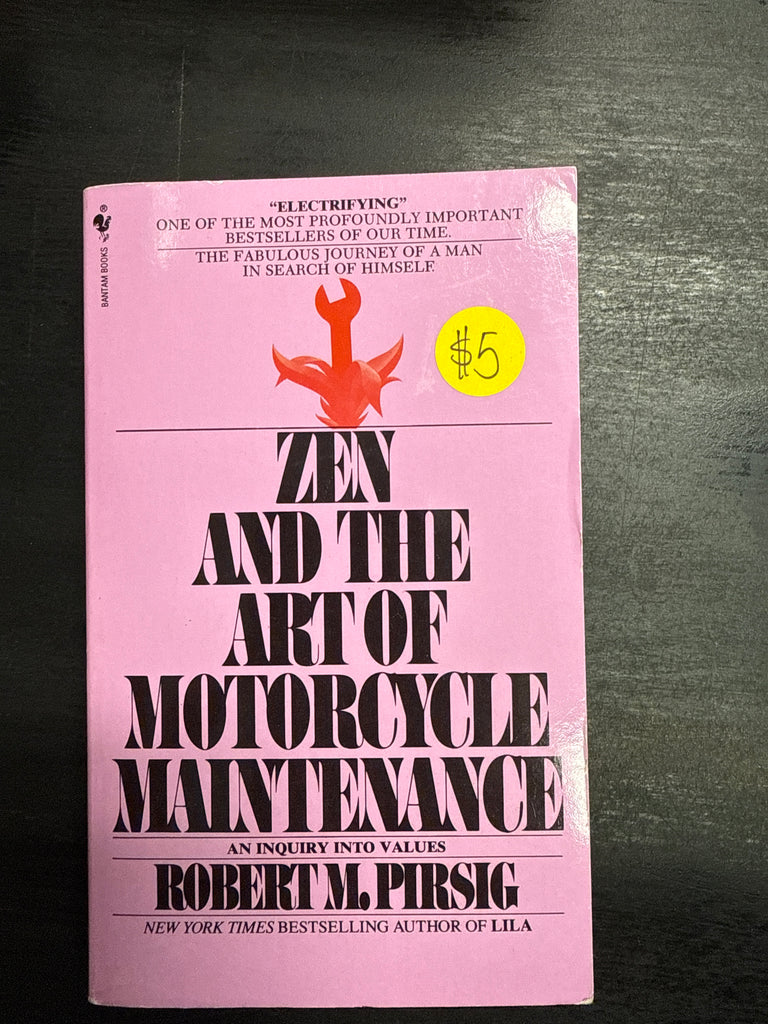 "ELECTRIFYING"
ONE OF THE MOST PROFOUNDLY IMPORTANT
BESTSELLERS OF OUR TIME.
THE FABULOUS JOURNEY OF A MAN
IN SEARCH OF HIMSELF.
®
BANTAM BOOKS
$5
ZEN
AND THE
ART OF
MOTORCYCLE
MAINTENANCE
AN INQUIRY INTO VALUES
ROBERT M. PIRSIG
NEW YORK TIMES BESTSELLING AUTHOR OF LILA